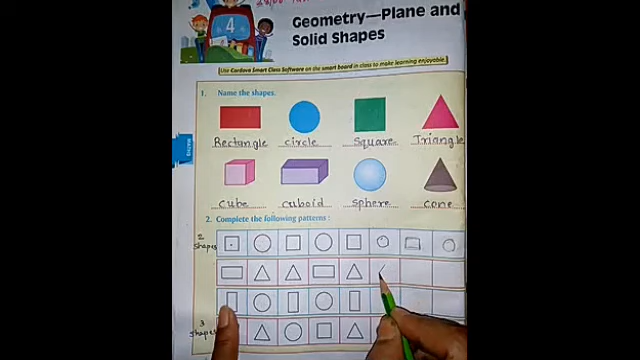 4
Geometry—Plane and
Solid Shapes
Use Cordova Smart Class Software on the smart board in class to make learning enjoyable.
1. Name the shapes.
Rectangle circle Square Triangle
cube cuboid sphere cone
2. Complete the following patterns :
2
shapes
3
shapes